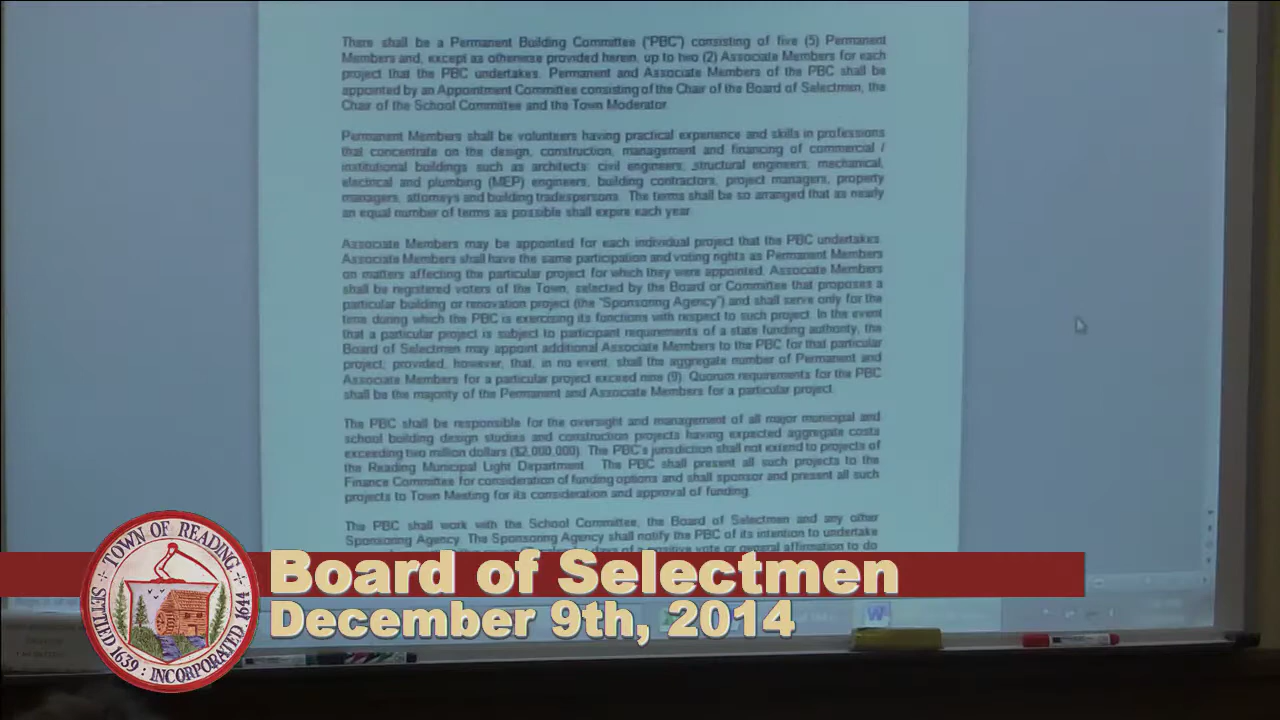 There shall be a Permanent Building Committee ("PBC") consisting of five (5) Permanent
Members and, except as otherwise provided herein, up to two (2) Associate Members for each
project that the PBC undertakes. Permanent and Associate Members of the PBC shall be
appointed by an Appointment Committee consisting of the Chair of the Board of Selectmen, the
Chair of the School Committee and the Town Moderator.
Permanent Members shall be volunteers having practical experience and skills in professions
that concentrate on the design, construction, management and financing of commercial /
institutional buildings such as architects, civil engineers, structural engineers, mechanical,
electrical and plumbing (MEP) engineers, building contractors, project managers, property
managers, attorneys and building tradespersons. The terms shall be so arranged that as nearly
an equal number of terms as possible shall expire each year.
Associate Members may be appointed for each individual project that the PBC undertakes.
Associate Members shall have the same participation and voting rights as Permanent Members
on matters affecting the particular project for which they were appointed. Associate Members
shall be registered voters of the Town, selected by the Board or Committee that proposes a
particular building or renovation project (the "Sponsoring Agency") and shall serve only for the
time during which the PBC is exercising its functions with respect to such project. In the event
that a particular project is subject to participant requirements of a state funding authority, the
Board of Selectmen may appoint additional Associate Members to the PBC for that particular
project, provided, however, that, in no event, shall the aggregate number of Permanent and
Associate Members for a particular project exceed nine (9). Quorum requirements for the PBC
shall be the majority of the Permanent and Associate Members for a particular project.
The PBC shall be responsible for the oversight and management of all major municipal and
school building design studies and construction projects having expected aggregate costs
exceeding two million dollars ($2,000,000). The PBC's jurisdiction shall not extend to projects of
the Reading Municipal Light Department. The PBC shall present all such projects to the
Finance Committee for consideration of funding options and shall sponsor and present all such
projects to Town Meeting for its consideration and approval of funding.
The PBC shall work with the School Committee, the Board of Selectmen and any other
Sponsoring Agency. The Sponsoring Agency shall notify the PBC of its intention to undertake
days of a positive vote or overall affirmation to do
TOWN OF READING
SETTLED 1639 : INCORPORATED 1644
Board of Selectmen
December 9th, 2014